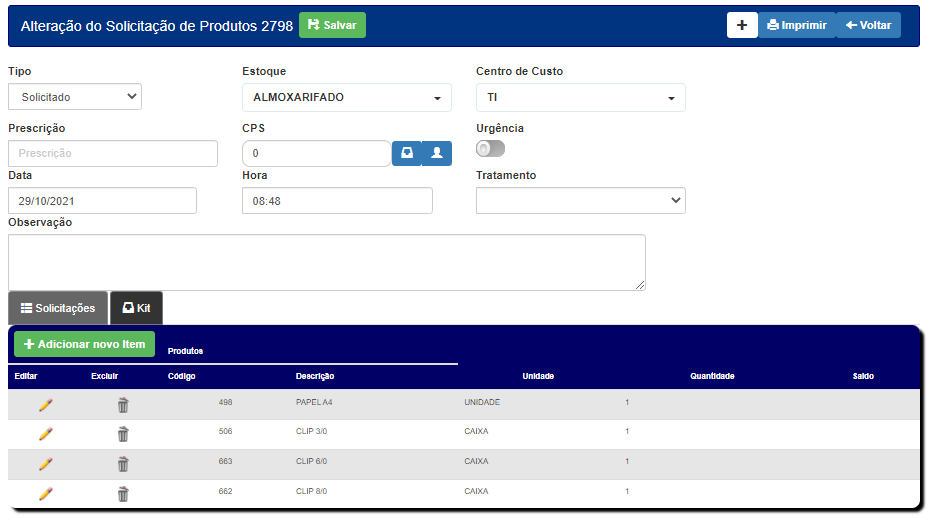 Alteração do Solicitação de Produtos 2798 Salvar + Imprimir Voltar
Tipo Estoque Centro de Custo
Solicitado ALMOXARIFADO TI
Prescrição CPS Urgência
Prescrição 0
Data Hora Tratamento
29/10/2021 08:48
Observação
Solicitações Kit
Adicionar novo Item Produtos
Editar Excluir Código Descrição Unidade Quantidade Saldo
498 PAPEL A4 UNIDADE 1
506 CLIP 3/0 CAIXA 1
663 CLIP 6/0 CAIXA 1
662 CLIP 8/0 CAIXA 1